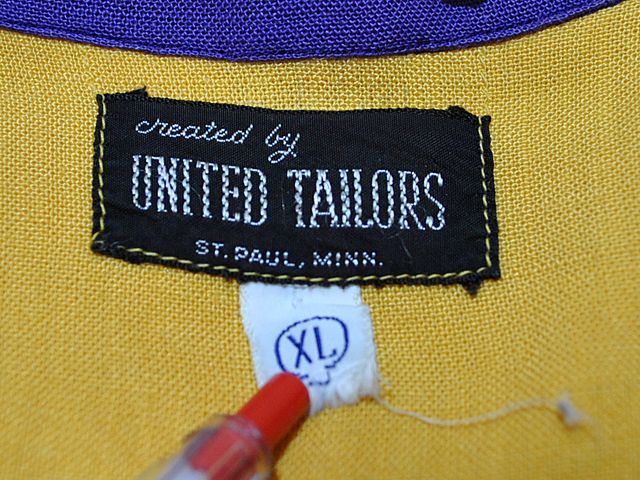 created by
UNITED TAILORS
ST. PAUL, MINN.
XL